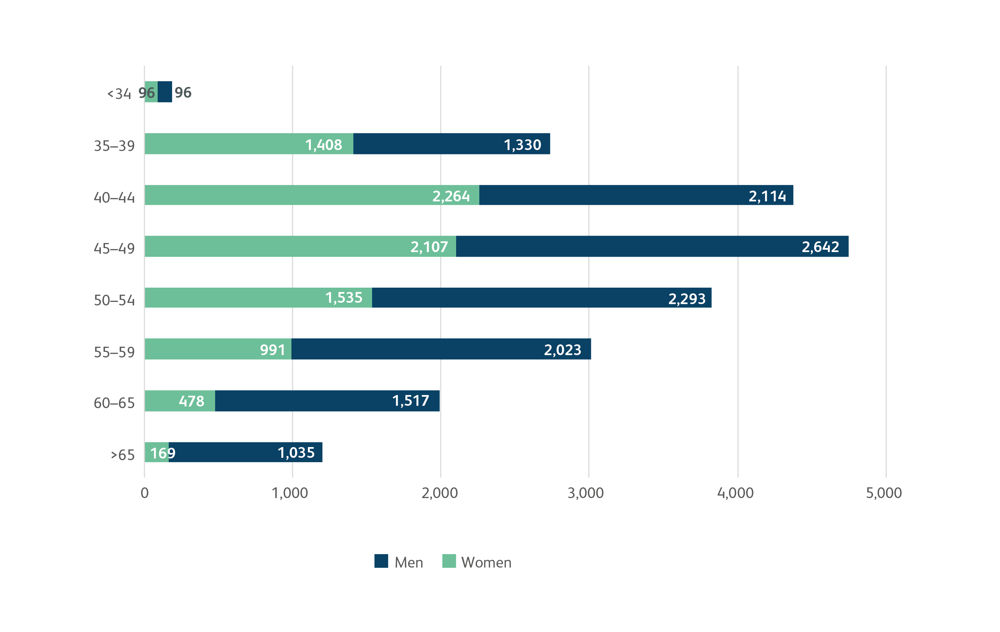 <34 96 96
35–39 1,408 1,330
40–44 2,264 2,114
45–49 2,107 2,642
50–54 1,535 2,293
55–59 991 2,023
60–65 478 1,517
>65 169 1,035
0 1,000 2,000 3,000 4,000 5,000
Men Women